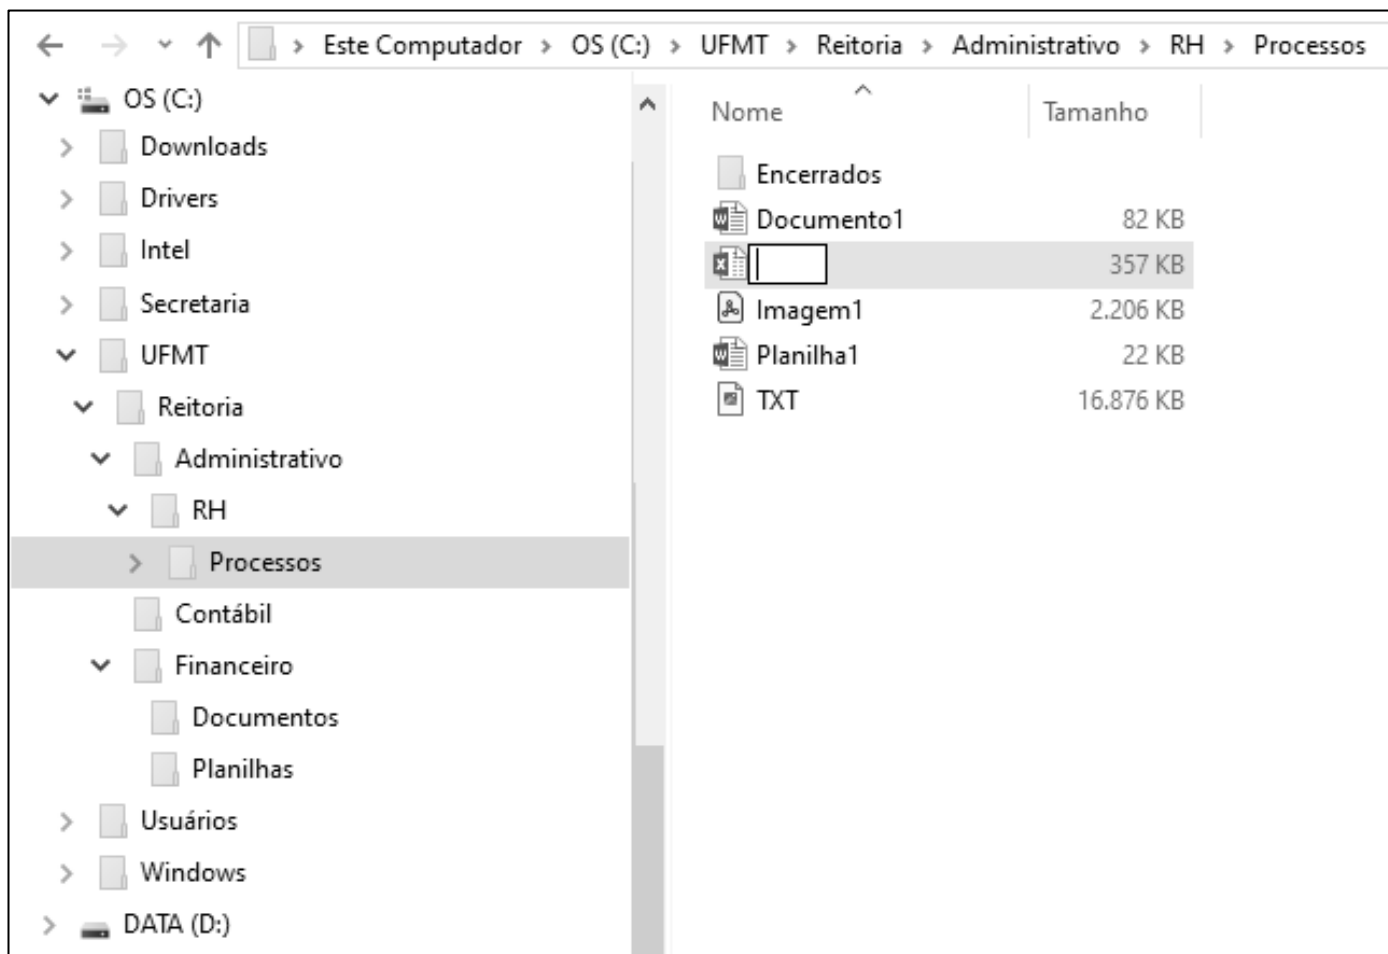 Este Computador > OS (C:) > UFMT > Reitoria > Administrativo > RH > Processos
OS (C:)
Downloads
Drivers
Intel
Secretaria
UFMT
Reitoria
Administrativo
RH
Processos
Contábil
Financeiro
Documentos
Planilhas
Usuários
Windows
DATA (D:)
Nome Tamanho
Encerrados
Documento1 82 KB
357 KB
Imagem1 2.206 KB
Planilha1 22 KB
TXT 16.876 KB